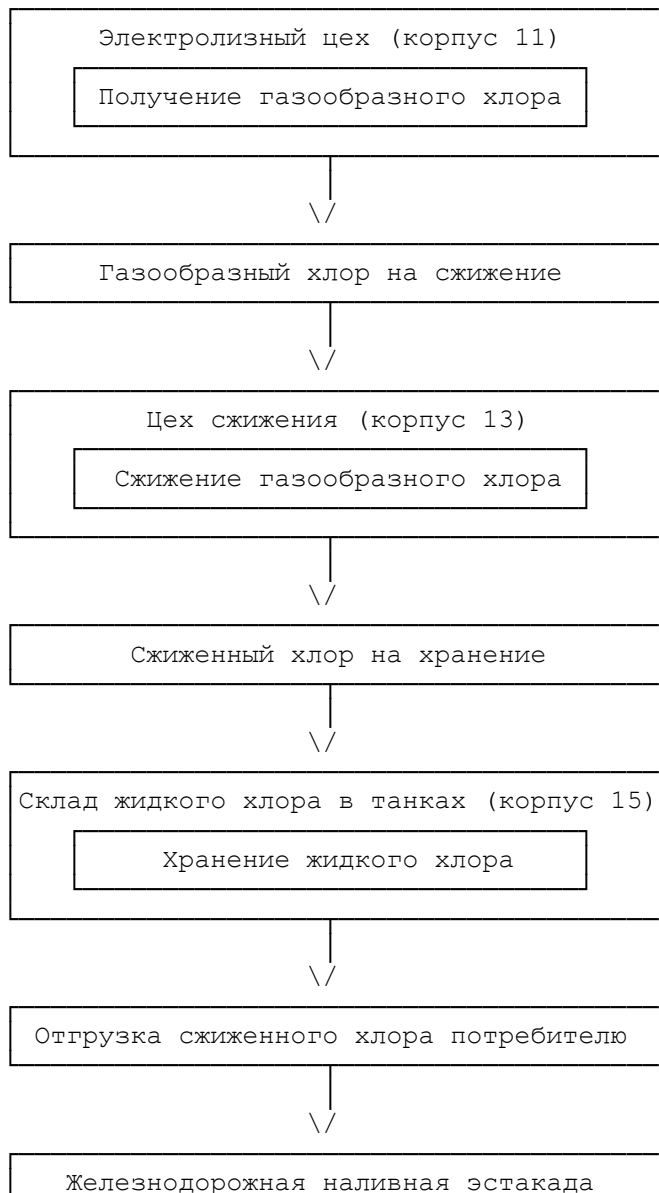 Электролизный цех (корпус 11)
Получение газообразного хлора
\/
Газообразный хлор на сжижение
\/
Цех сжижения (корпус 13)
Сжижение газообразного хлора
\/
Сжиженный хлор на хранение
\/
Склад жидкого хлора в танках (корпус 15)
Хранение жидкого хлора
\/
Отгрузка сжиженного хлора потребителю
\/
Железнодорожная наливная эстакада